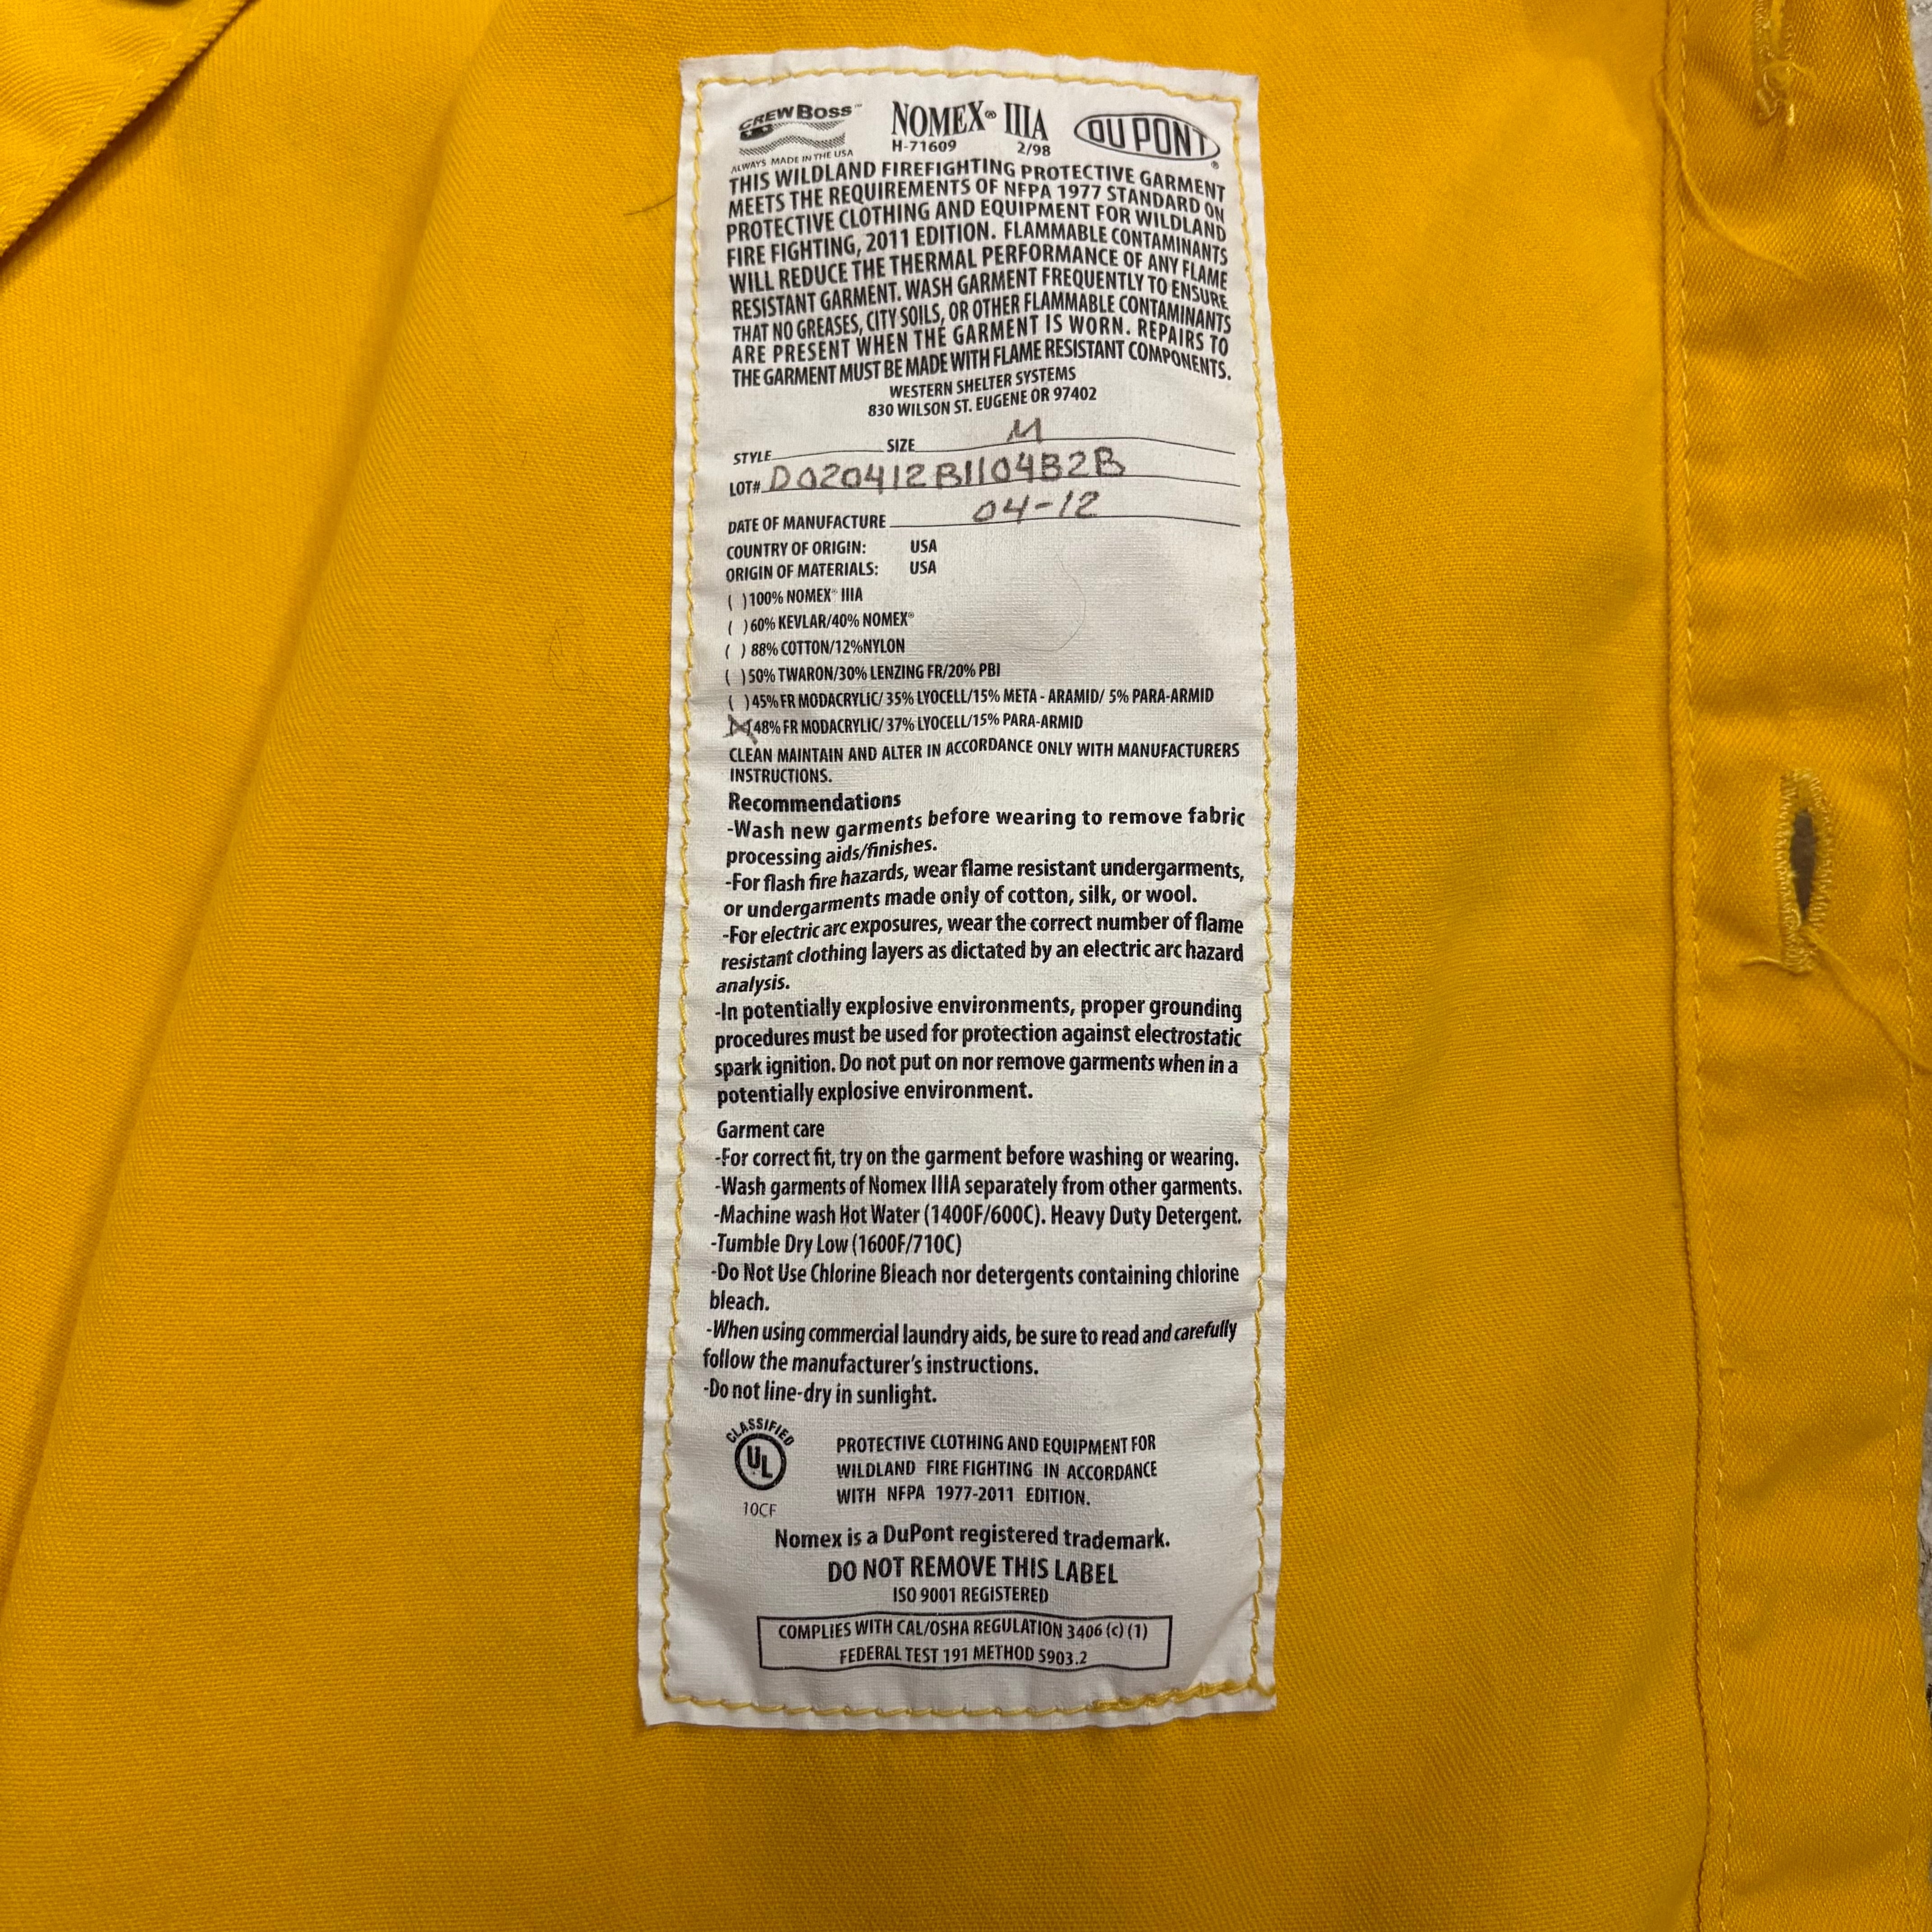 CREWBOSS™
ALWAYS MADE IN THE USA
NOMEX® IIIA
H-71609 2/98
DU PONT®
THIS WILDLAND FIREFIGHTING PROTECTIVE GARMENT
MEETS THE REQUIREMENTS OF NFPA 1977 STANDARD ON
PROTECTIVE CLOTHING AND EQUIPMENT FOR WILDLAND
FIRE FIGHTING, 2011 EDITION. FLAMMABLE CONTAMINANTS
WILL REDUCE THE THERMAL PERFORMANCE OF ANY FLAME
RESISTANT GARMENT. WASH GARMENT FREQUENTLY TO ENSURE
THAT NO GREASES, CITY SOILS, OR OTHER FLAMMABLE CONTAMINANTS
ARE PRESENT WHEN THE GARMENT IS WORN. REPAIRS TO
THE GARMENT MUST BE MADE WITH FLAME RESISTANT COMPONENTS.
WESTERN SHELTER SYSTEMS
830 WILSON ST. EUGENE OR 97402
STYLE SIZE M
LOT# D020412B1104B2B
DATE OF MANUFACTURE 04-12
COUNTRY OF ORIGIN: USA
ORIGIN OF MATERIALS: USA
( ) 100% NOMEX® IIIA
( ) 60% KEVLAR/40% NOMEX®
( ) 88% COTTON/12%NYLON
( ) 50% TWARON/30% LENZING FR/20% PBI
( ) 45% FR MODACRYLIC/ 35% LYOCELL/15% META - ARAMID/ 5% PARA-ARMID
(X) 48% FR MODACRYLIC/ 37% LYOCELL/15% PARA-ARMID
CLEAN MAINTAIN AND ALTER IN ACCORDANCE ONLY WITH MANUFACTURERS
INSTRUCTIONS.
Recommendations
-Wash new garments before wearing to remove fabric
processing aids/finishes.
-For flash fire hazards, wear flame resistant undergarments,
or undergarments made only of cotton, silk, or wool.
-For electric arc exposures, wear the correct number of flame
resistant clothing layers as dictated by an electric arc hazard
analysis.
-In potentially explosive environments, proper grounding
procedures must be used for protection against electrostatic
spark ignition. Do not put on nor remove garments when in a
potentially explosive environment.
Garment care
-For correct fit, try on the garment before washing or wearing.
-Wash garments of Nomex IIIA separately from other garments.
-Machine wash Hot Water (1400F/600C). Heavy Duty Detergent.
-Tumble Dry Low (1600F/710C)
-Do Not Use Chlorine Bleach nor detergents containing chlorine
bleach.
-When using commercial laundry aids, be sure to read and carefully
follow the manufacturer's instructions.
-Do not line-dry in sunlight.
CLASSIFIED
UL
10CF
PROTECTIVE CLOTHING AND EQUIPMENT FOR
WILDLAND FIRE FIGHTING IN ACCORDANCE
WITH NFPA 1977-2011 EDITION.
Nomex is a DuPont registered trademark.
DO NOT REMOVE THIS LABEL
ISO 9001 REGISTERED
COMPLIES WITH CAL/OSHA REGULATION 3406 (c) (1)
FEDERAL TEST 191 METHOD 5903.2